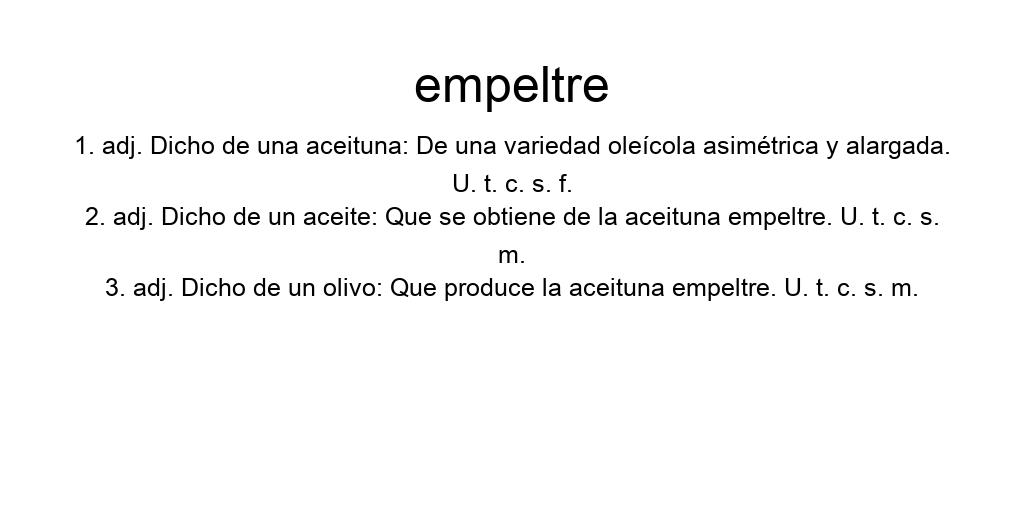 empeltre
1. adj. Dicho de una aceituna: De una variedad oleícola asimétrica y alargada.
U. t. c. s. f.
2. adj. Dicho de un aceite: Que se obtiene de la aceituna empeltre. U. t. c. s.
m.
3. adj. Dicho de un olivo: Que produce la aceituna empeltre. U. t. c. s. m.